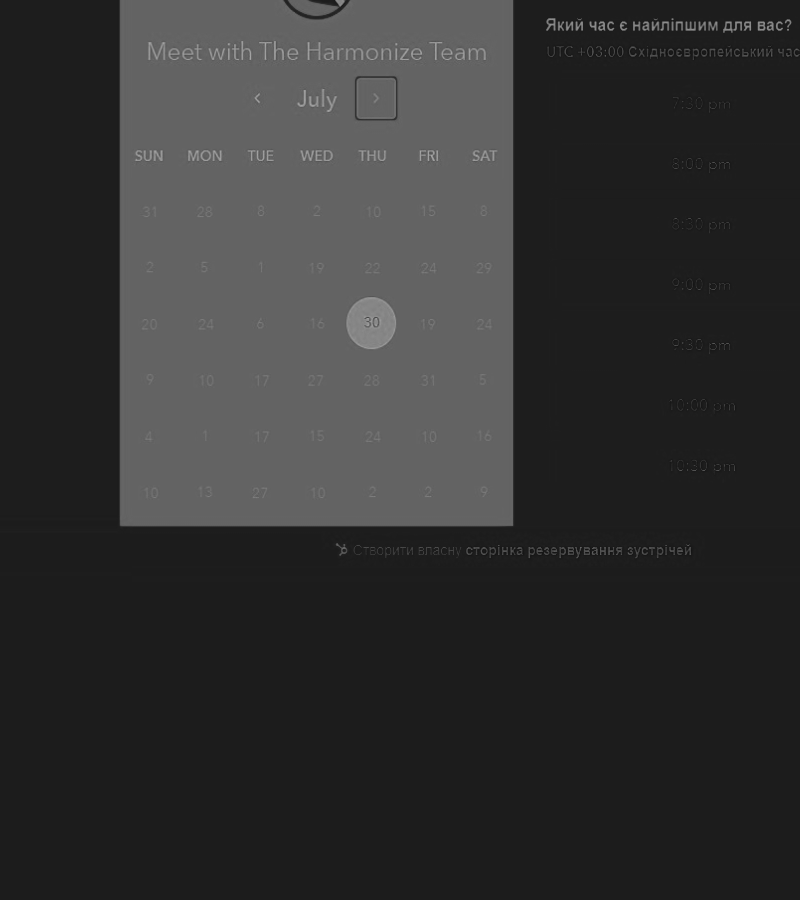 Meet with The Harmonize Team
July
SUN MON TUE WED THU FRI SAT
31 28 8 2 10 15 8
2 5 1 19 22 24 29
20 24 6 16 30 19 24
9 10 17 27 28 31 5
4 1 17 15 24 10 16
10 13 27 10 2 2 9
Який час є найліпшим для вас?
UTC +03:00 Східноєвропейський час
7:30 pm
8:00 pm
8:30 pm
9:00 pm
9:30 pm
10:00 pm
10:30 pm
Створити власну сторінка резервування зустрічей